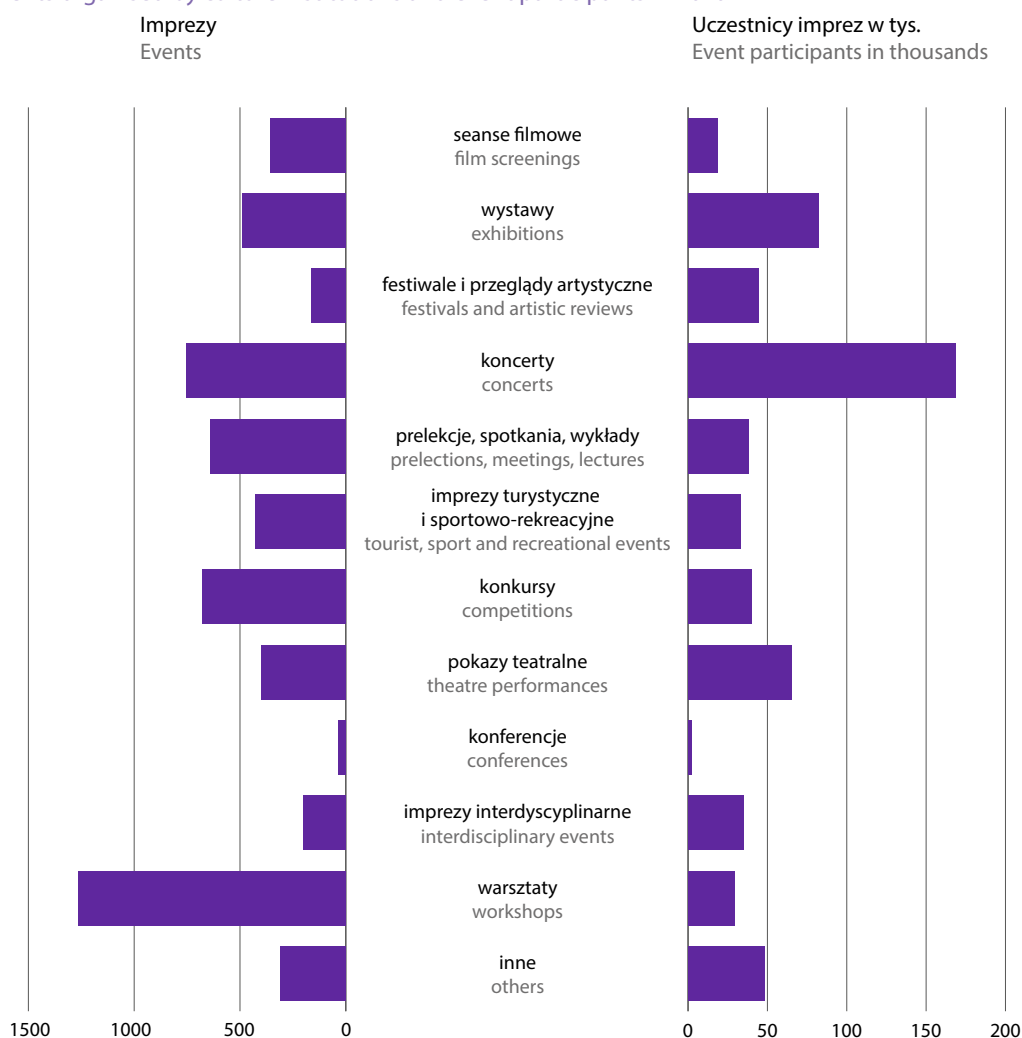 Imprezy
Events
Uczestnicy imprez w tys.
Event participants in thousands
seanse filmowe
film screenings
wystawy
exhibitions
festiwale i przeglądy artystyczne
festivals and artistic reviews
koncerty
concerts
prelekcje, spotkania, wykłady
prelections, meetings, lectures
imprezy turystyczne
i sportowo-rekreacyjne
tourist, sport and recreational events
konkursy
competitions
pokazy teatralne
theatre performances
konferencje
conferences
imprezy interdyscyplinarne
interdisciplinary events
warsztaty
workshops
inne
others
1500 1000 500 0 0 50 100 150 200